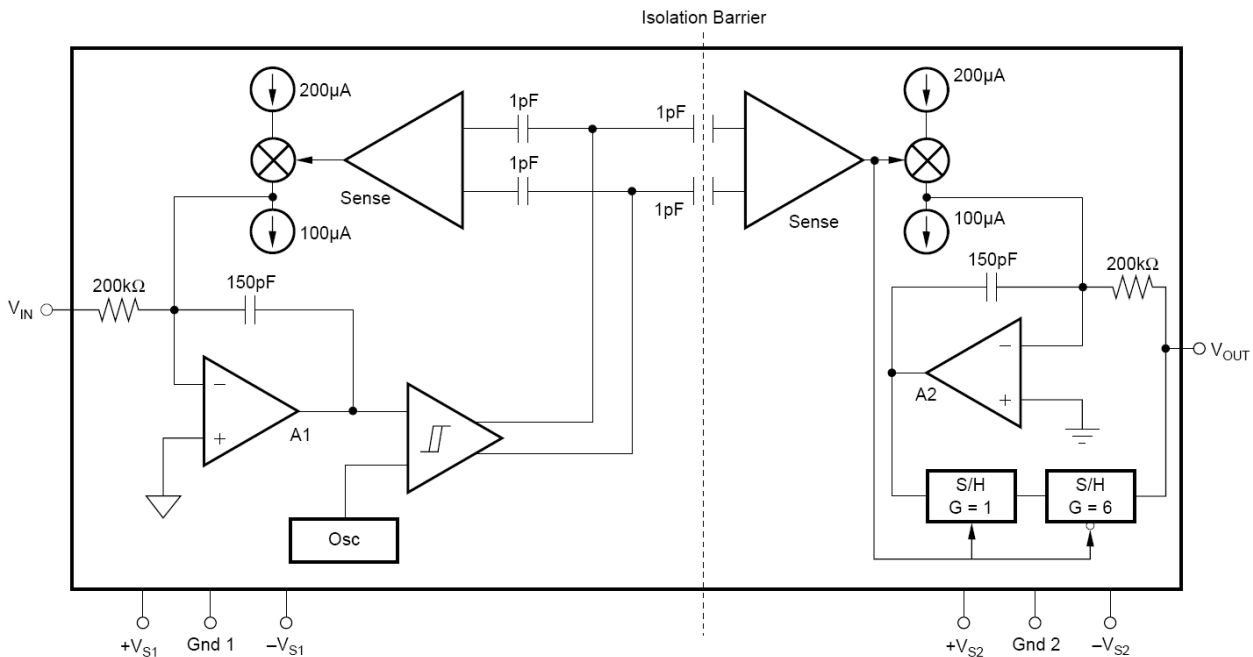 Isolation Barrier
200µA
200µA
1pF
1pF
1pF
1pF
Sense
Sense
100µA
100µA
150pF
150pF
200kΩ
200kΩ
V_IN
V_OUT
−
+
A1
−
+
A2
Osc
S/H
G = 1
S/H
G = 6
+V_S1
Gnd 1
−V_S1
+V_S2
Gnd 2
−V_S2